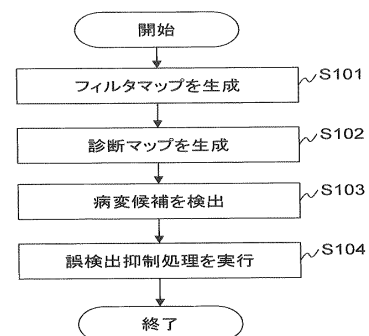 開始
フィルタマップを生成
S101
診断マップを生成
S102
病変候補を検出
S103
誤検出抑制処理を実行
S104
終了